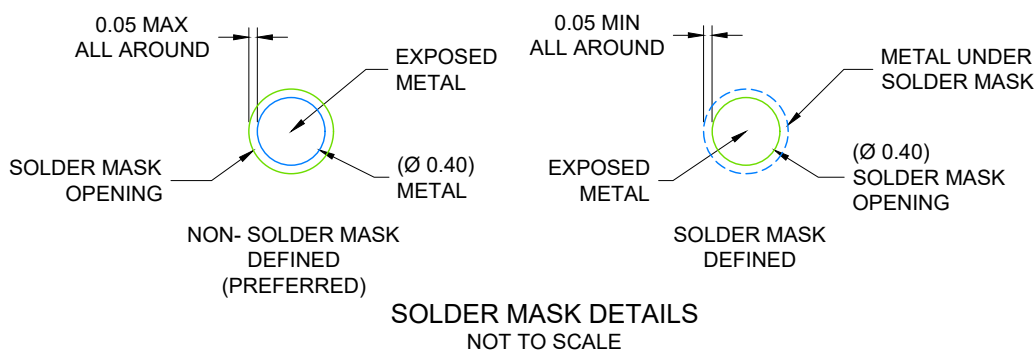 0.05 MAX
ALL AROUND
EXPOSED
METAL
SOLDER MASK
OPENING
(Ø 0.40)
METAL
NON- SOLDER MASK
DEFINED
(PREFERRED)
0.05 MIN
ALL AROUND
METAL UNDER
SOLDER MASK
EXPOSED
METAL
(Ø 0.40)
SOLDER MASK
OPENING
SOLDER MASK
DEFINED
SOLDER MASK DETAILS
NOT TO SCALE